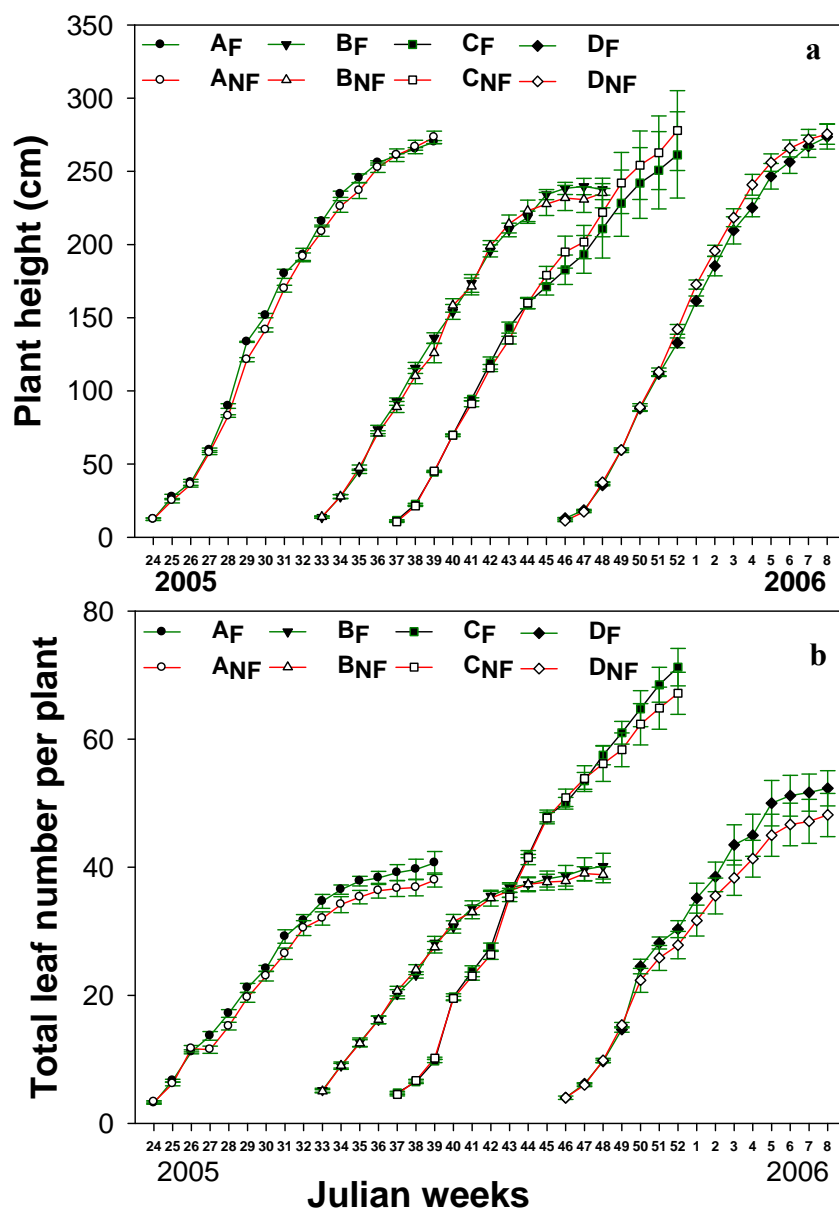 350
300
250
200
150
100
50
0
Plant height (cm)
AF BF CF DF
ANF BNF CNF DNF
a
24 25 26 27 28 29 30 31 32 33 34 35 36 37 38 39 40 41 42 43 44 45 46 47 48 49 50 51 52 1 2 3 4 5 6 7 8
2005 2006
80
60
40
20
0
Total leaf number per plant
AF BF CF DF
ANF BNF CNF DNF
b
24 25 26 27 28 29 30 31 32 33 34 35 36 37 38 39 40 41 42 43 44 45 46 47 48 49 50 51 52 1 2 3 4 5 6 7 8
2005 2006
Julian weeks